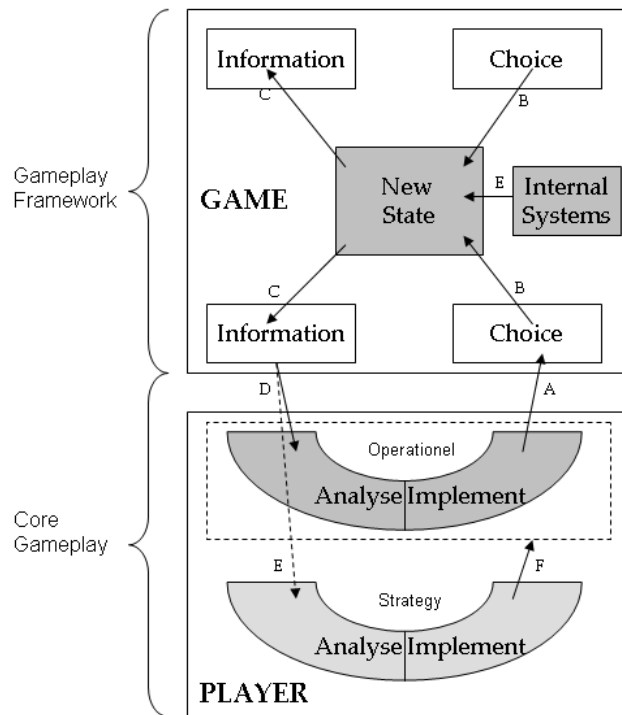 Information
Choice
C
B
Gameplay
Framework
GAME
New
State
E
Internal
Systems
C
B
Information
Choice
D
A
Operationel
Analyse
Implement
Core
Gameplay
E
F
Strategy
Analyse
Implement
PLAYER